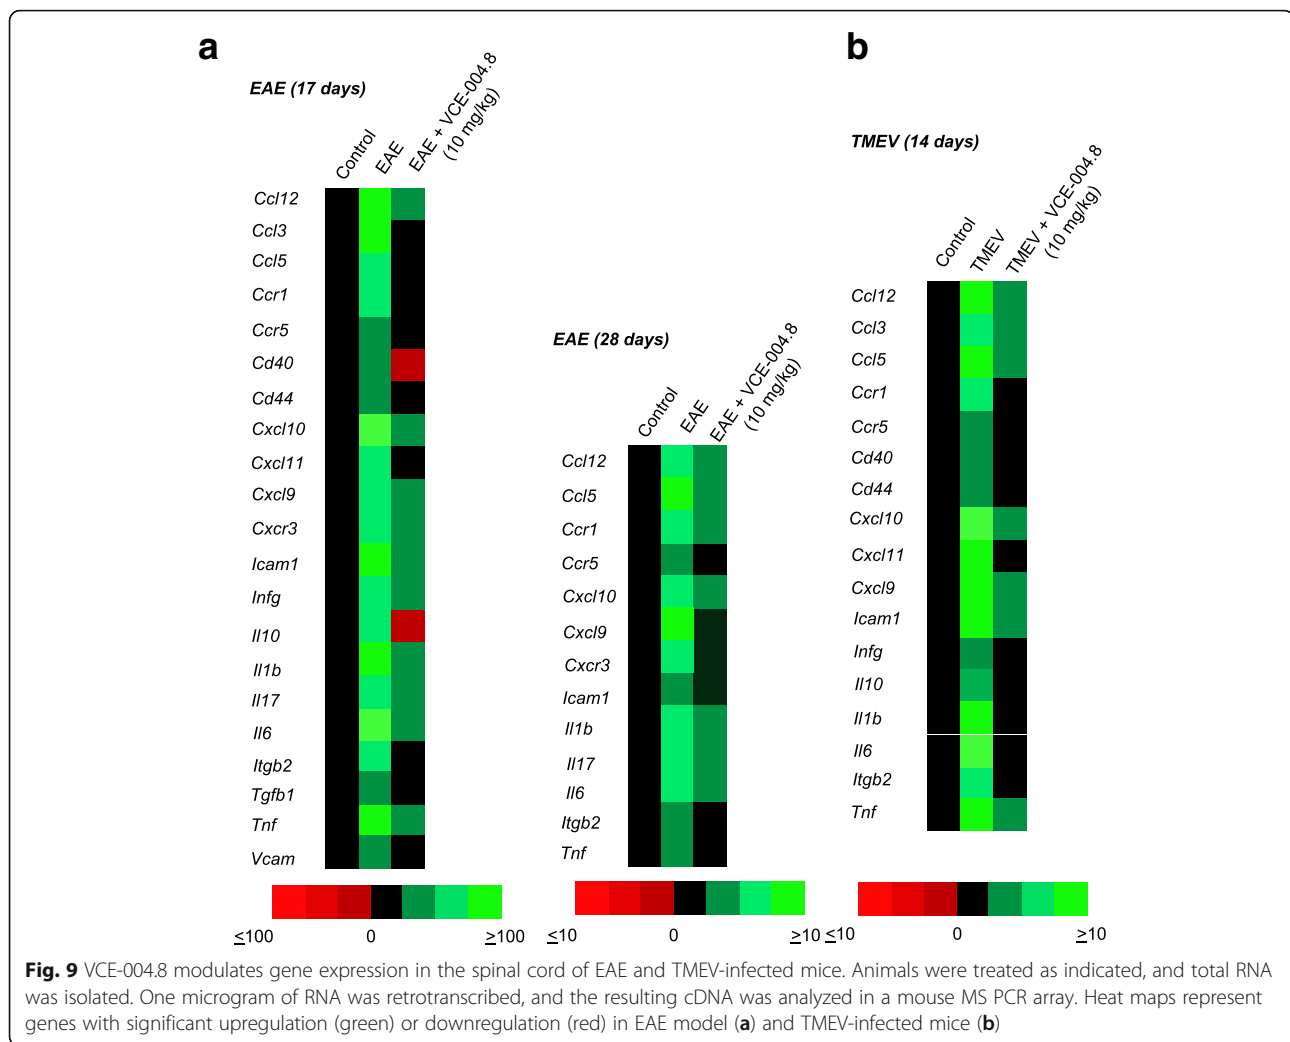 a
EAE (17 days)
Control
EAE
EAE + VCE-004.8
(10 mg/kg)
Ccl12
Ccl3
Ccl5
Ccr1
Ccr5
Cd40
Cd44
Cxcl10
Cxcl11
Cxcl9
Cxcr3
Icam1
Infg
Il10
Il1b
Il17
Il6
Itgb2
Tgfb1
Tnf
Vcam
≤100
0
≥100
EAE (28 days)
Control
EAE
EAE + VCE-004.8
(10 mg/kg)
Ccl12
Ccl5
Ccr1
Ccr5
Cxcl10
Cxcl9
Cxcr3
Icam1
Il1b
Il17
Il6
Itgb2
Tnf
≤10
0
≥10
b
TMEV (14 days)
Control
TMEV
TMEV + VCE-004.8
(10 mg/kg)
Ccl12
Ccl3
Ccl5
Ccr1
Ccr5
Cd40
Cd44
Cxcl10
Cxcl11
Cxcl9
Icam1
Infg
Il10
Il1b
Il6
Itgb2
Tnf
≤10
0
≥10
Fig. 9 VCE-004.8 modulates gene expression in the spinal cord of EAE and TMEV-infected mice. Animals were treated as indicated, and total RNA
was isolated. One microgram of RNA was retrotranscribed, and the resulting cDNA was analyzed in a mouse MS PCR array. Heat maps represent
genes with significant upregulation (green) or downregulation (red) in EAE model (a) and TMEV-infected mice (b)